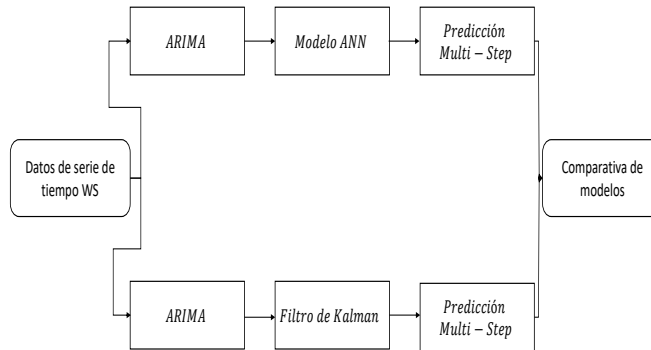 ARIMA
Modelo ANN
Predicción
Multi − Step
Datos de serie de
tiempo WS
Comparativa de
modelos
ARIMA
Filtro de Kalman
Predicción
Multi − Step